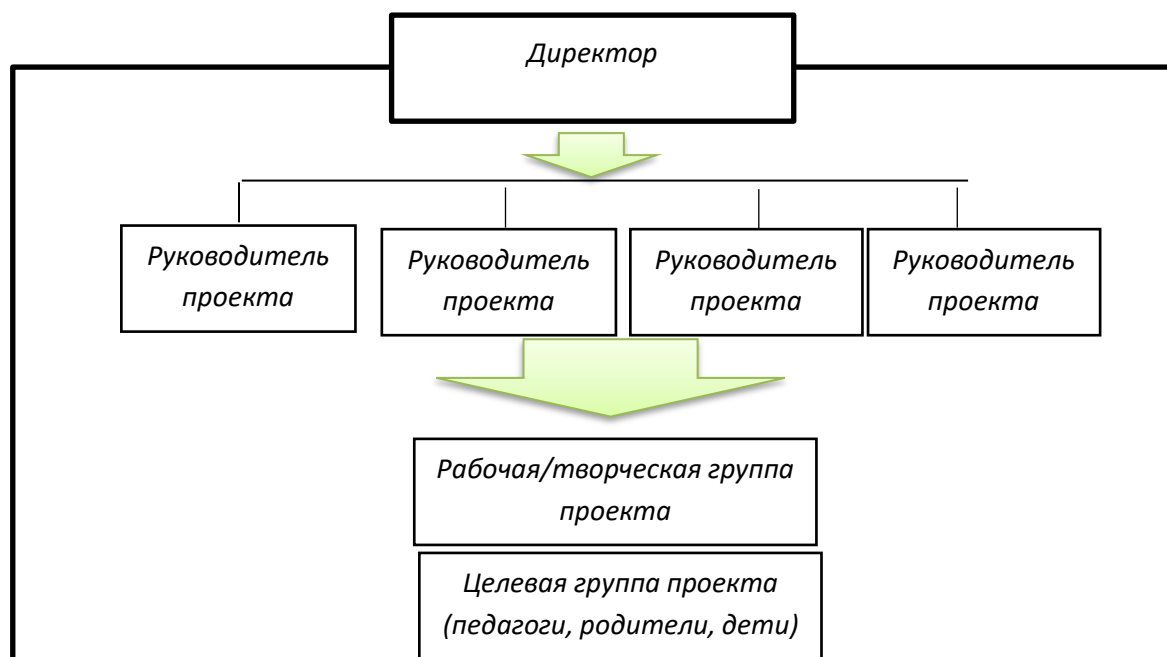 Директор
Руководитель
проекта
Руководитель
проекта
Руководитель
проекта
Руководитель
проекта
Рабочая/творческая группа
проекта
Целевая группа проекта
(педагоги, родители, дети)